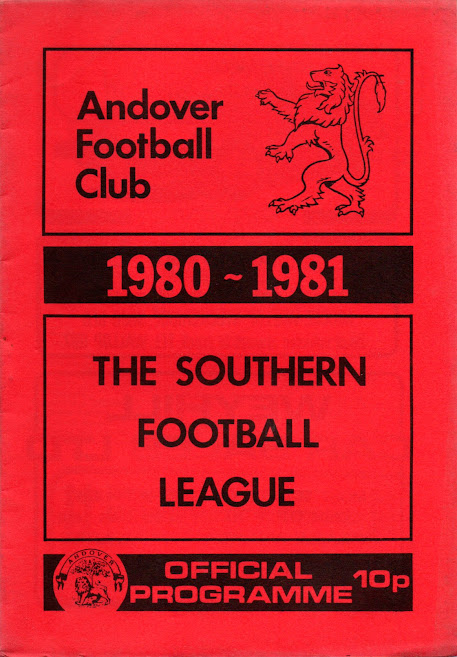 Andover
Football
Club
1980 ~ 1981
THE SOUTHERN
FOOTBALL
LEAGUE
ANDOVER
OFFICIAL
PROGRAMME
10p